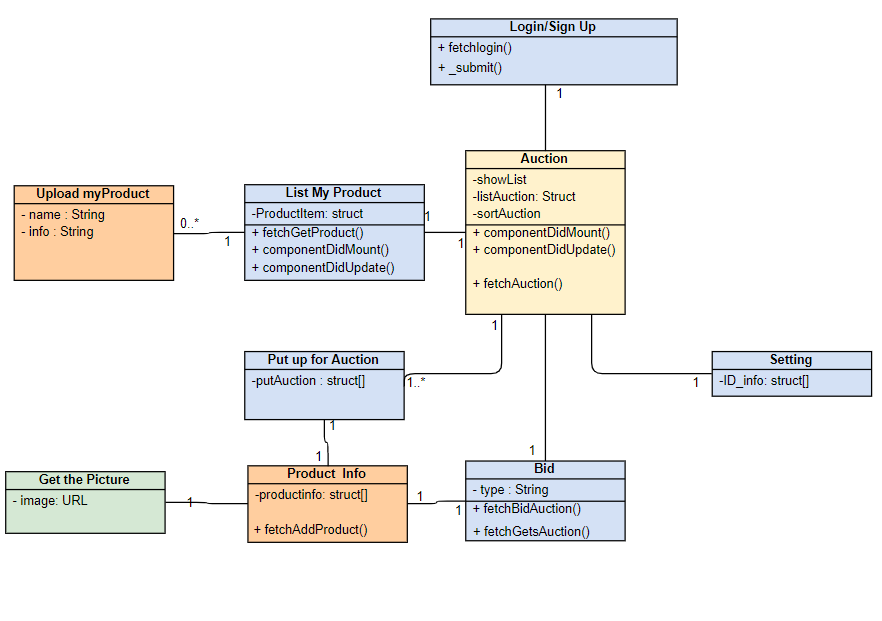 Login/Sign Up
+ fetchlogin()
+ _submit()
1
Auction
-showList
-listAuction: Struct
-sortAuction
+ componentDidMount()
+ componentDidUpdate()
+ fetchAuction()
Upload myProduct
- name : String
- info : String
0..*
1
List My Product
-ProductItem: struct
+ fetchGetProduct()
+ componentDidMount()
+ componentDidUpdate()
1
1
1
Put up for Auction
-putAuction : struct[]
1..*
1
Setting
-ID_info: struct[]
1
1
1
Get the Picture
- image: URL
1
Product Info
-productinfo: struct[]
+ fetchAddProduct()
1
1
Bid
- type : String
+ fetchBidAuction()
+ fetchGetsAuction()